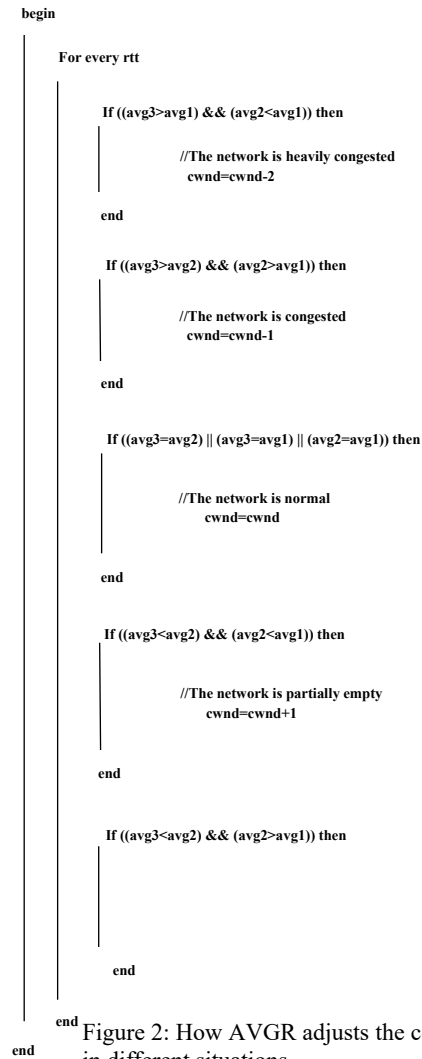 begin
For every rtt
If ((avg3>avg1) && (avg2<avg1)) then
//The network is heavily congested
cwnd=cwnd-2
end
If ((avg3>avg2) && (avg2>avg1)) then
//The network is congested
cwnd=cwnd-1
end
If ((avg3=avg2) || (avg3=avg1) || (avg2=avg1)) then
//The network is normal
cwnd=cwnd
end
If ((avg3<avg2) && (avg2<avg1)) then
//The network is partially empty
cwnd=cwnd+1
end
If ((avg3<avg2) && (avg2>avg1)) then
end
end
Figure 2: How AVGR adjusts the c
end
in different situations